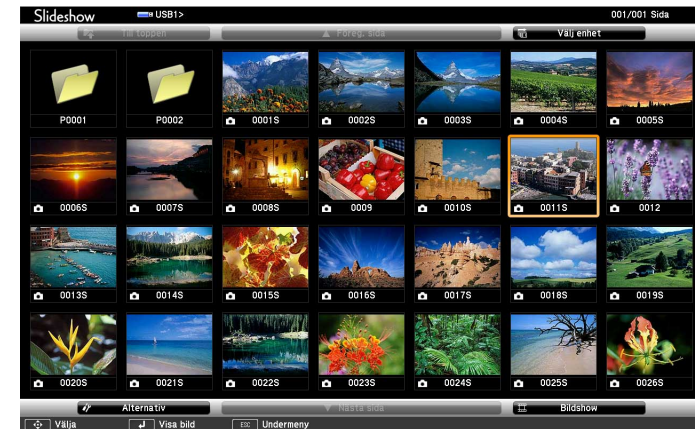 Slideshow USB1> 001/001 Sida
Till toppen Föreg. sida Välj enhet
P0001 P0002 0001S 0002S 0003S 0004S 0005S
0006S 0007S 0008S 0009 0010S 0011S 0012
0013S 0014S 0015S 0016S 0017S 0018S 0019S
0020S 0021S 0022S 0023S 0024S 0025S 0026S
Alternativ Nästa sida Bildshow
Välja Visa bild ESC Undermeny